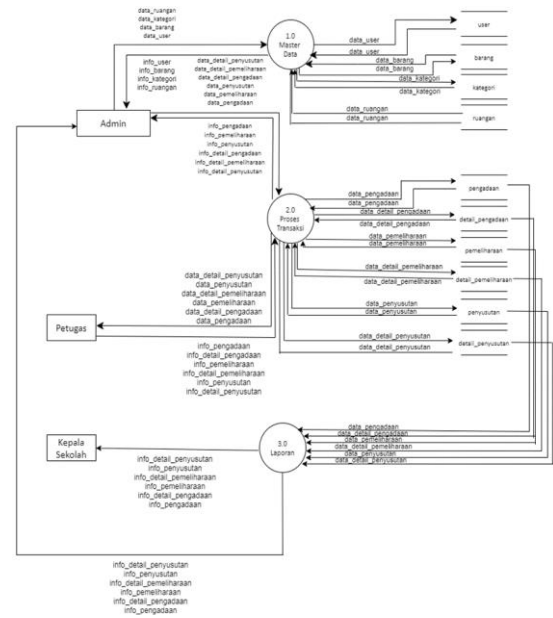 data_ruangan
data_kategori
data_barang
data_user
info_user
info_barang
info_kategori
info_ruangan
1.0
Master
Data
data_user
data_user
data_barang
data_barang
data_kategori
data_kategori
data_ruangan
data_ruangan
user
barang
kategori
ruangan
Admin
data_detail_penyusutan
data_detail_pemeliharaan
data_detail_pengadaan
data_penyusutan
data_pemeliharaan
data_pengadaan
info_pengadaan
info_pemeliharaan
info_penyusutan
info_detail_pengadaan
info_detail_pemeliharaan
info_detail_penyusutan
2.0
Proses
Transaksi
data_pengadaan
data_pengadaan
data_detail_pengadaan
data_detail_pengadaan
data_pemeliharaan
data_pemeliharaan
data_detail_pemeliharaan
data_detail_pemeliharaan
data_penyusutan
data_penyusutan
data_detail_penyusutan
data_detail_penyusutan
pengadaan
detail_pengadaan
pemeliharaan
detail_pemeliharaan
penyusutan
detail_penyusutan
Petugas
data_detail_penyusutan
data_penyusutan
data_detail_pemeliharaan
data_pemeliharaan
data_detail_pengadaan
data_pengadaan
info_pengadaan
info_detail_pengadaan
info_pemeliharaan
info_detail_pemeliharaan
info_penyusutan
info_detail_penyusutan
Kepala
Sekolah
3.0
Leporan
data_pengadaan
data_detail_pengadaan
data_pemeliharaan
data_detail_pemeliharaan
data_penyusutan
data_detail_penyusutan
info_detail_penyusutan
info_penyusutan
info_detail_pemeliharaan
info_pemeliharaan
info_detail_pengadaan
info_pengadaan
info_detail_penyusutan
info_penyusutan
info_detail_pemeliharaan
info_pemeliharaan
info_detail_pengadaan
info_pengadaan